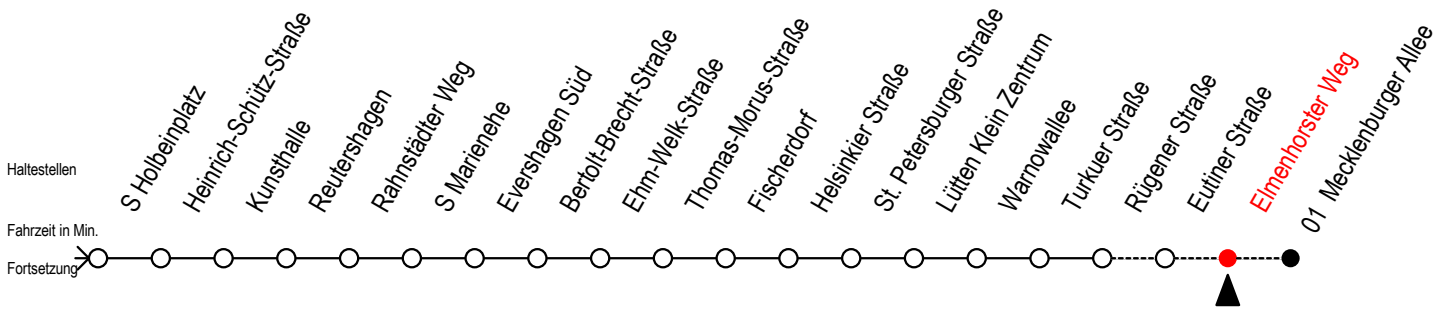 Haltestellen
S Holbeinplatz
Heinrich-Schütz-Straße
Kunsthalle
Reutershagen
Rahnstädter Weg
S Marienehe
Evershagen Süd
Bertolt-Brecht-Straße
Ehm-Welk-Straße
Thomas-Morus-Straße
Fischerdorf
Helsinkier Straße
St. Petersburger Straße
Lütten Klein Zentrum
Warnowallee
Turkuer Straße
Rügener Straße
Eutiner Straße
Elmenhorster Weg
01 Mecklenburger Allee
Fahrzeit in Min.
Fortsetzung